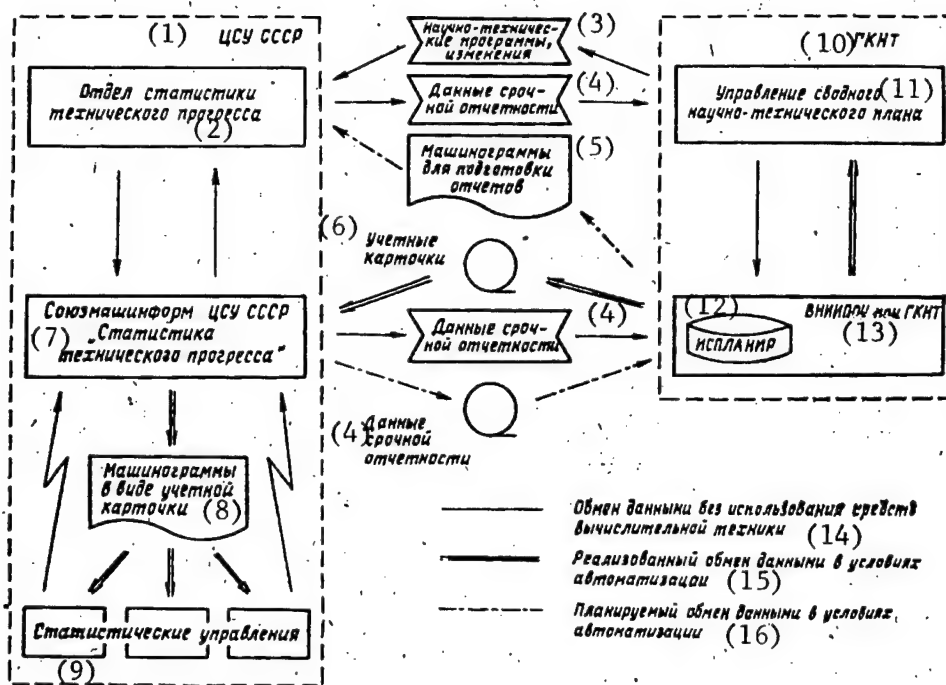 (1) ЦСУ СССР
Отдел статистики
технического прогресса
(2)
Научно-техничес-
кие программы,
изменения
(3)
Данные сроч-
ной отчетности
(4)
Машинограммы
для подготовки
отчетов
(5)
(10) ГКНТ
Управление сводного (11)
научно-технического плана
(6) Учетные
карточки
Союзмашинформ ЦСУ СССР
(7) „Статистика
технического прогресса"
Данные сроч-
ной отчетности
(4)
(12)
ИСПЛАНИР
ГКНТ
(13)
(4) Данные
срочной
отчетности
Машинограммы
в виде учетной
карточки (8)
Статистические управления
(9)
Обмен данными без использования средств
вычислительной техники (14)
Реализованный обмен данными в условиях
автоматизации (15)
Планируемый обмен данными в условиях
автоматизации (16)